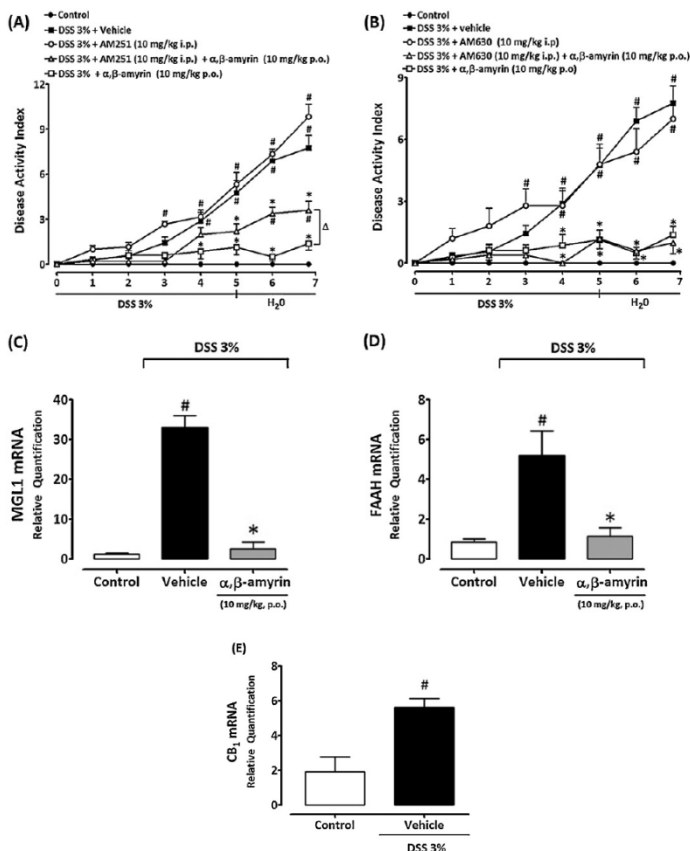 (A)
Control
DSS 3% + Vehicle
DSS 3% + AM251 (10 mg/kg i.p.)
DSS 3% + AM251 (10 mg/kg i.p.) + α,β-amyrin (10 mg/kg p.o.)
DSS 3% + α,β-amyrin (10 mg/kg p.o.)
Disease Activity Index
12
9
6
3
0
# # # # # # # # #
* * * * * # #
Δ
0 1 2 3 4 5 6 7
DSS 3% H₂0
(B)
Control
DSS 3% + vehicle
DSS 3% + AM630 (10 mg/kg i.p)
DSS 3% + AM630 (10 mg/kg i.p.) + α,β-amyrin (10 mg/kg p.o.)
DSS 3% + α,β-amyrin (10 mg/kg p.o)
Disease Activity Index
9
6
3
0
# # # # # # # #
* * * * * * * *
0 1 2 3 4 5 6 7
DSS 3% H₂0
(C)
DSS 3%
MGL1 mRNA
Relative Quantification
40
30
20
10
0
#
*
Control Vehicle α,β-amyrin
(10 mg/kg, p.o.)
(D)
DSS 3%
FAAH mRNA
Relative Quantification
8
6
4
2
0
#
*
Control Vehicle α,β-amyrin
(10 mg/kg, p.o.)
(E)
CB₁ mRNA
Relative Quantification
8
6
4
2
0
#
Control Vehicle
DSS 3%